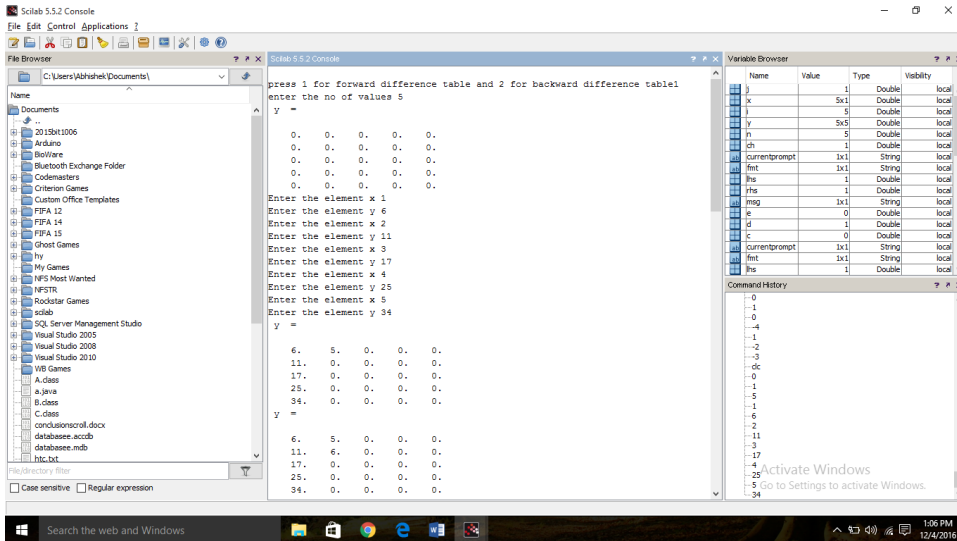 Scilab 5.5.2 Console
File Edit Control Applications ?
File Browser
C:\Users\Abhishek\Documents\
Name
Documents
..
2015bit1006
Arduino
BioWare
Bluetooth Exchange Folder
Codemasters
Criterion Games
Custom Office Templates
FIFA 12
FIFA 14
FIFA 15
Ghost Games
hy
My Games
NFS Most Wanted
NFSTR
Rockstar Games
scilab
SQL Server Management Studio
Visual Studio 2005
Visual Studio 2008
Visual Studio 2010
WB Games
A.class
a.java
B.class
C.class
conclusionscroll.docx
databasee.accdb
databasee.mdb
htc.txt
File/directory filter
Case sensitive Regular expression
Scilab 5.5.2 Console
press 1 for forward difference table and 2 for backward difference table1
enter the no of values 5
y =
0. 0. 0. 0. 0.
0. 0. 0. 0. 0.
0. 0. 0. 0. 0.
0. 0. 0. 0. 0.
0. 0. 0. 0. 0.
Enter the element x 1
Enter the element y 6
Enter the element x 2
Enter the element y 11
Enter the element x 3
Enter the element y 17
Enter the element x 4
Enter the element y 25
Enter the element x 5
Enter the element y 34
y =
6. 5. 0. 0. 0.
11. 0. 0. 0. 0.
17. 0. 0. 0. 0.
25. 0. 0. 0. 0.
34. 0. 0. 0. 0.
y =
6. 5. 0. 0. 0.
11. 6. 0. 0. 0.
17. 0. 0. 0. 0.
25. 0. 0. 0. 0.
34. 0. 0. 0. 0.
Variable Browser
Name Value Type Visibility
j 1 Double local
x 5x1 Double local
i 5 Double local
y 5x5 Double local
n 5 Double local
ch 1 Double local
currentprompt 1x1 String local
fmt 1x1 String local
lhs 1 Double local
rhs 1 Double local
msg 1x1 String local
e 0 Double local
d 1 Double local
c 0 Double local
currentprompt 1x1 String local
fmt 1x1 String local
lhs 1 Double local
Command History
0
1
-0
-4
1
-2
-3
dc
0
1
5
1
6
2
11
3
17
4
25
5
34
Activate Windows
Go to Settings to activate Windows.
Search the web and Windows
1:06 PM
12/4/2016